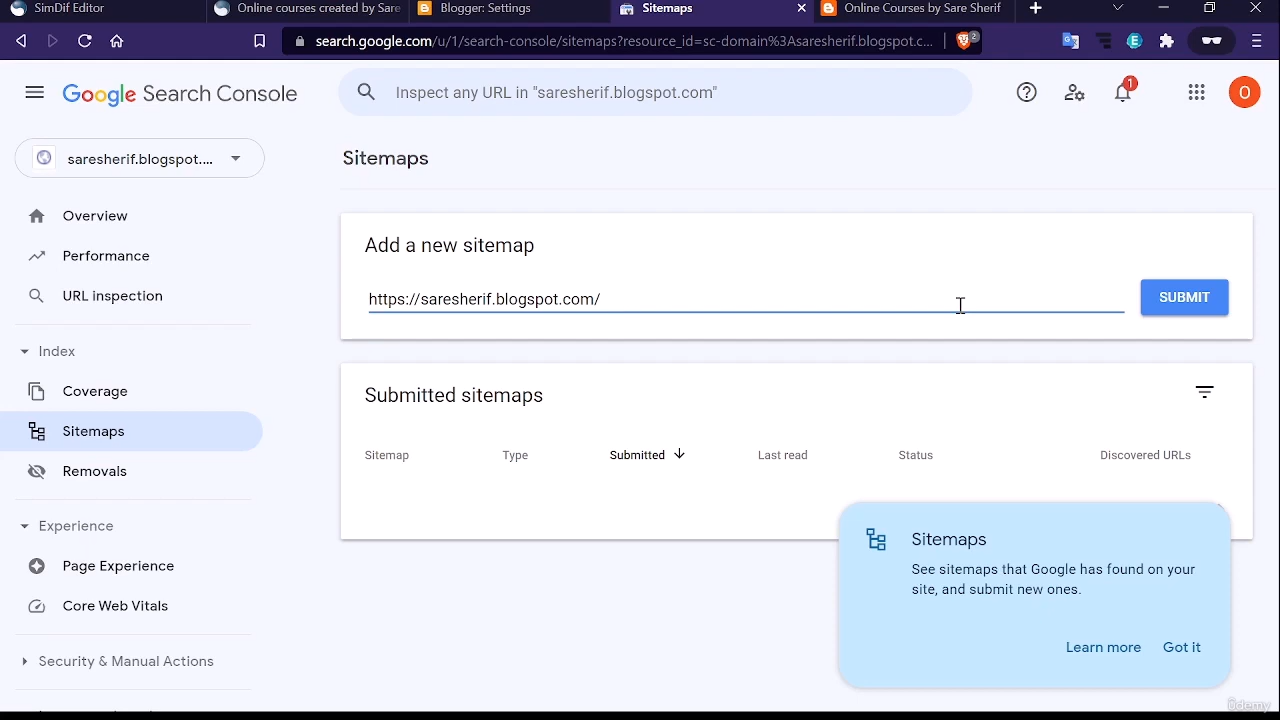 SimDif Editor
Online courses created by Sare
Blogger: Settings
Sitemaps
Online Courses by Sare Sherif
search.google.com/u/1/search-console/sitemaps?resource_id=sc-domain%3Asaresherif.blogspot.c...
2
Google Search Console
Inspect any URL in "saresherif.blogspot.com"
1
O
saresherif.blogspot....
Sitemaps
Overview
Performance
URL inspection
Index
Coverage
Sitemaps
Removals
Experience
Page Experience
Core Web Vitals
Security & Manual Actions
Add a new sitemap
https://saresherif.blogspot.com/
SUBMIT
Submitted sitemaps
Sitemap Type Submitted Last read Status Discovered URLs
Sitemaps
See sitemaps that Google has found on your
site, and submit new ones.
Learn more Got it
ûdemy